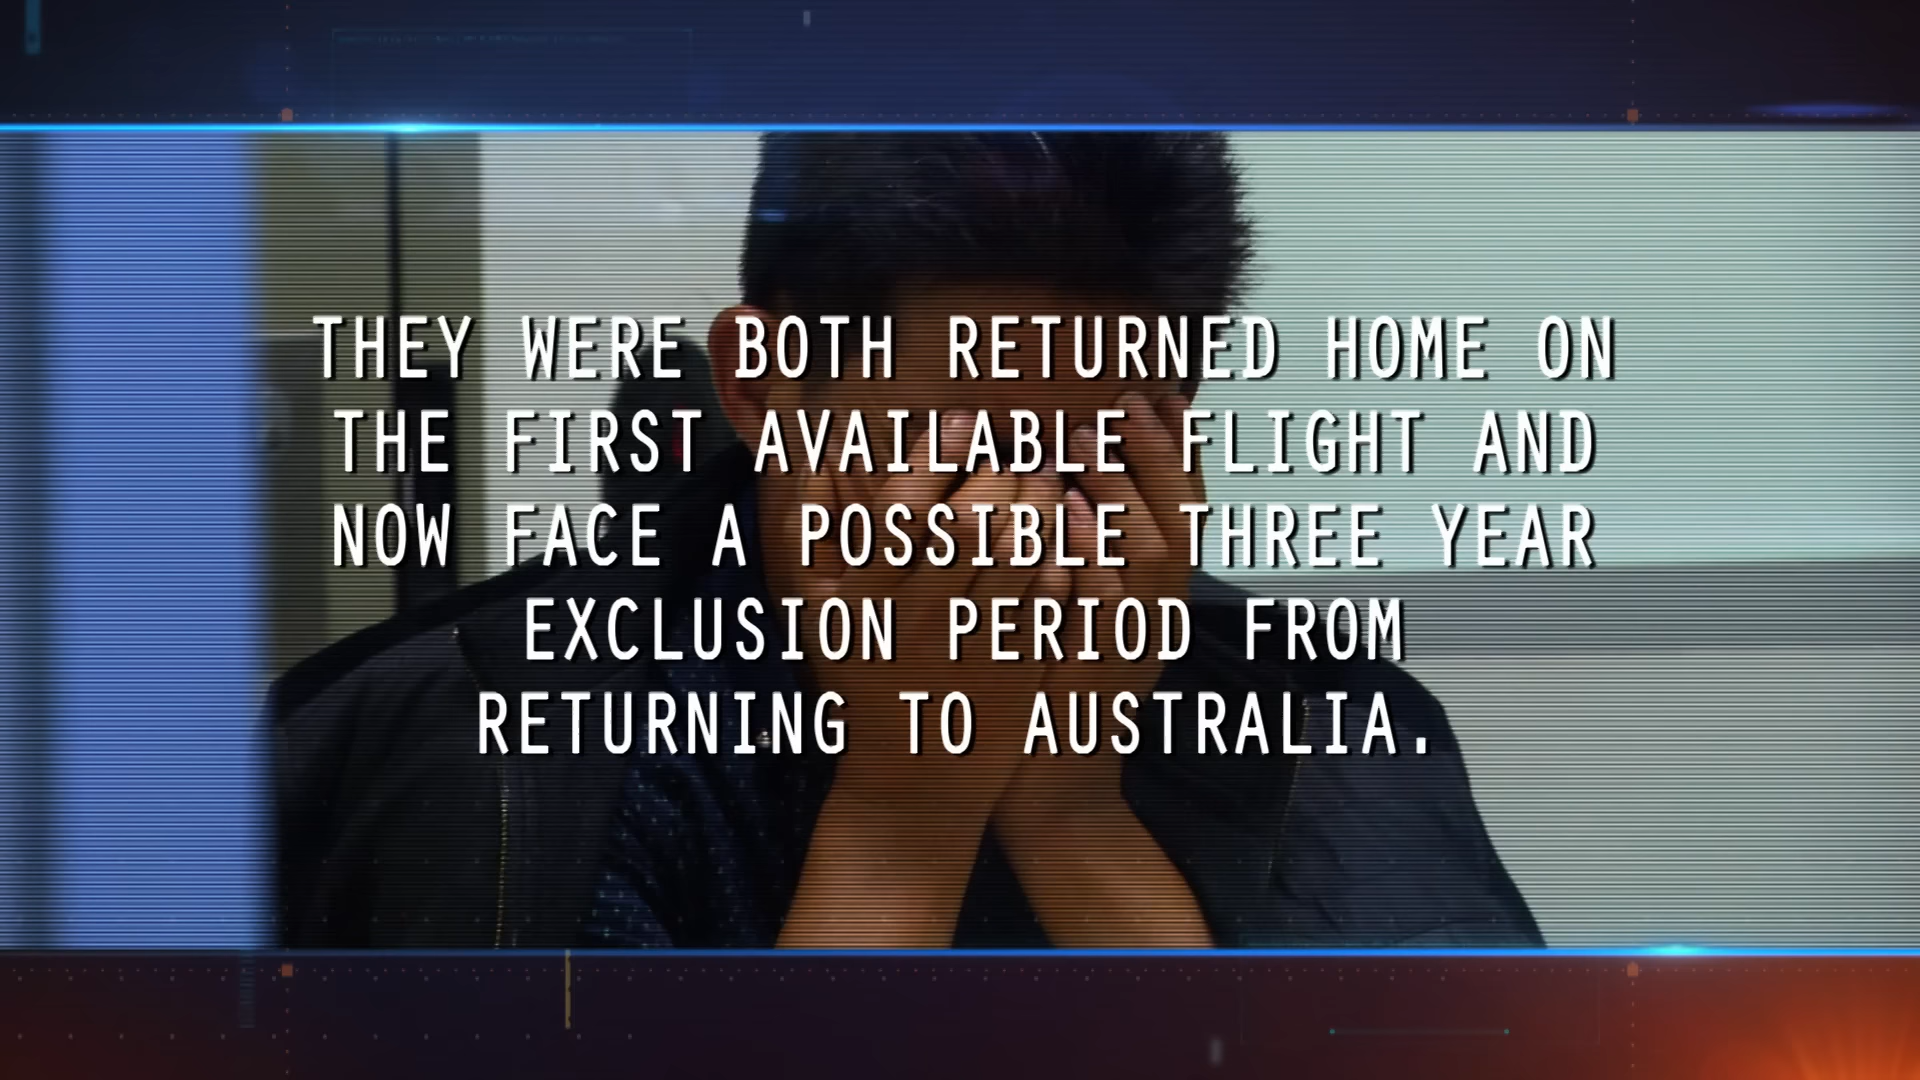 THEY WERE BOTH RETURNED HOME ON
THE FIRST AVAILABLE FLIGHT AND
NOW FACE A POSSIBLE THREE YEAR
EXCLUSION PERIOD FROM
RETURNING TO AUSTRALIA.